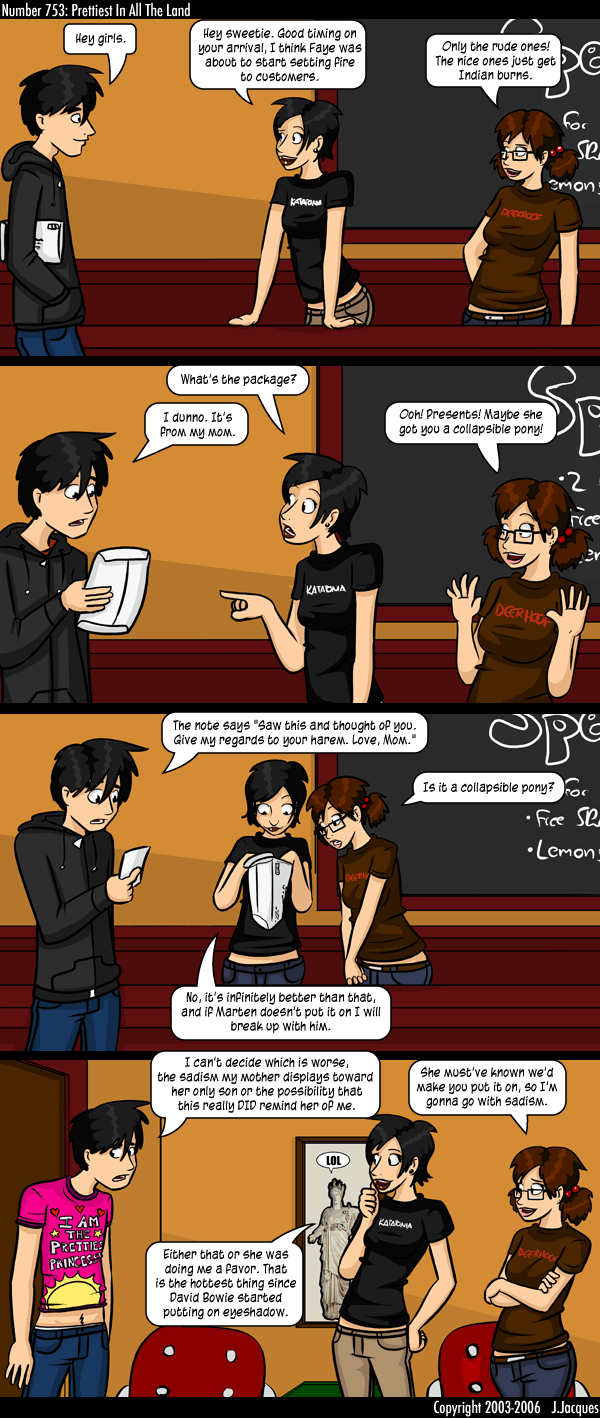 Number 753: Prettiest In All The Land
Hey girls.
Hey sweetie. Good timing on
your arrival, I think Faye was
about to start setting fire
to customers.
Only the rude ones!
The nice ones just get
Indian burns.
KATATONIA
DEERHOOF
What's the package?
I dunno. It's
from my mom.
Ooh! Presents! Maybe she
got you a collapsible pony!
KATATONIA
DEERHOOF
• 2
Free
The note says "Saw this and thought of you.
Give my regards to your harem. Love, Mom."
Is it a collapsible pony?
for
• Free
• Lemon
No, it's infinitely better than that,
and if Marten doesn't put it on I will
break up with him.
I can't decide which is worse,
the sadism my mother displays toward
her only son or the possibility that
this really DID remind her of me.
She must've known we'd
make you put it on, so I'm
gonna go with sadism.
LOL
I AM
THE
PRETTIEST
PRINCESS!
KATATONIA
DEERHOOF
Either that or she was
doing me a favor. That
is the hottest thing since
David Bowie started
putting on eyeshadow.
Copyright 2003-2006 J.Jacques